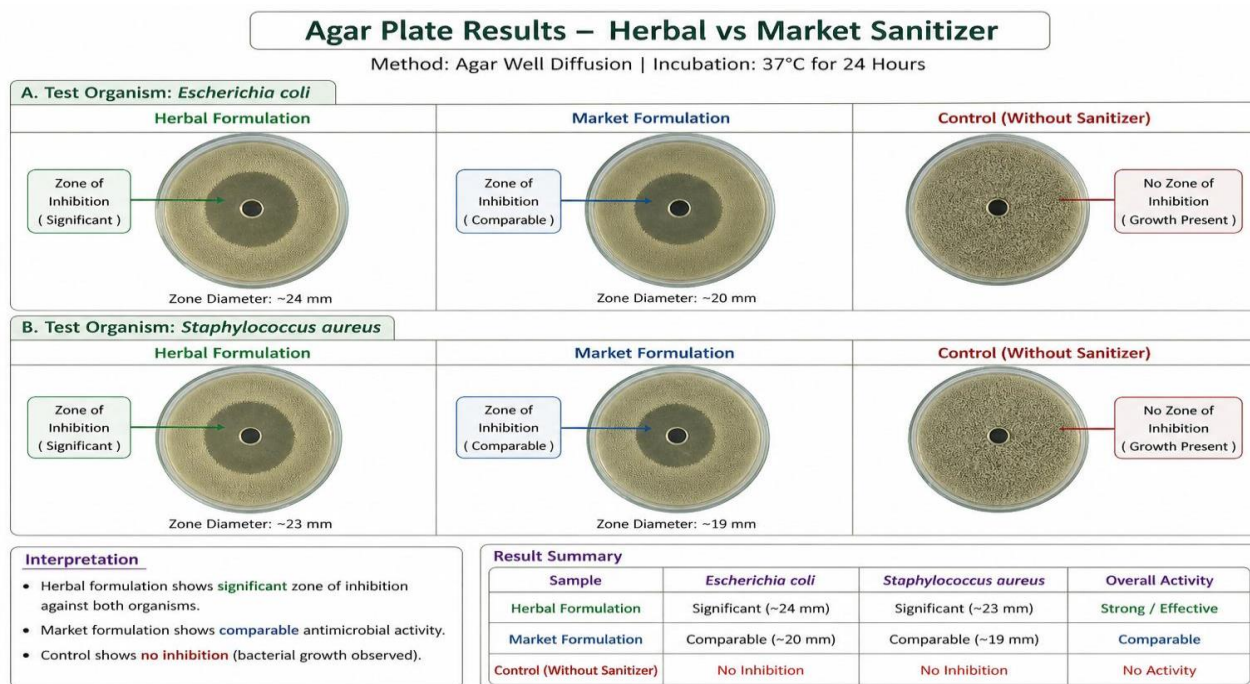 Agar Plate Results – Herbal vs Market Sanitizer
Method: Agar Well Diffusion | Incubation: 37°C for 24 Hours
A. Test Organism: Escherichia coli
Herbal Formulation
Market Formulation
Control (Without Sanitizer)
Zone of
Inhibition
( Significant )
Zone of
Inhibition
( Comparable )
No Zone of
Inhibition
( Growth Present )
Zone Diameter: ~24 mm
Zone Diameter: ~20 mm
B. Test Organism: Staphylococcus aureus
Herbal Formulation
Market Formulation
Control (Without Sanitizer)
Zone of
Inhibition
( Significant )
Zone of
Inhibition
( Comparable )
No Zone of
Inhibition
( Growth Present )
Zone Diameter: ~23 mm
Zone Diameter: ~19 mm
Interpretation
• Herbal formulation shows significant zone of inhibition
against both organisms.
• Market formulation shows comparable antimicrobial activity.
• Control shows no inhibition (bacterial growth observed).
Result Summary
Sample Escherichia coli Staphylococcus aureus Overall Activity
Herbal Formulation Significant (~24 mm) Significant (~23 mm) Strong / Effective
Market Formulation Comparable (~20 mm) Comparable (~19 mm) Comparable
Control (Without Sanitizer) No Inhibition No Inhibition No Activity